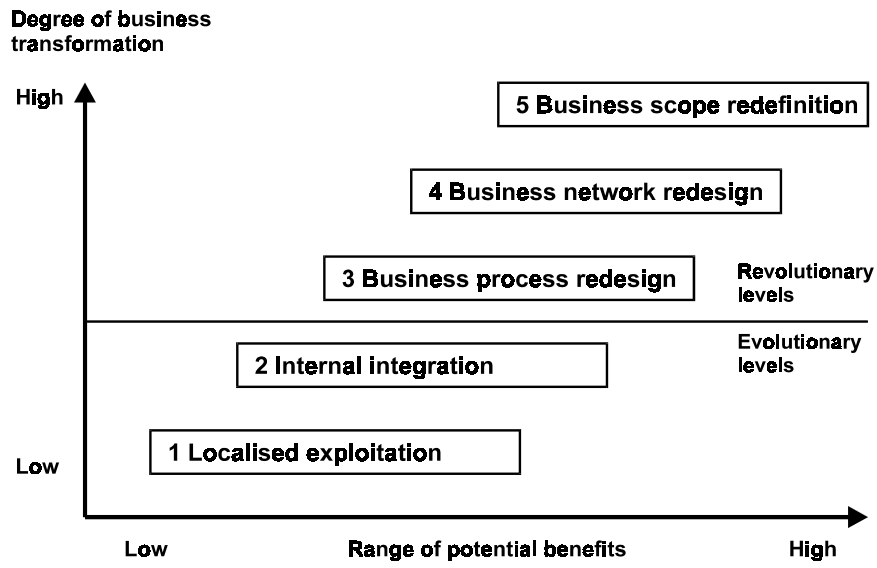 Degree of business
transformation
High
5 Business scope redefinition
4 Business network redesign
3 Business process redesign
Revolutionary
levels
Evolutionary
levels
2 Internal integration
1 Localised exploitation
Low
Low
Range of potential benefits
High